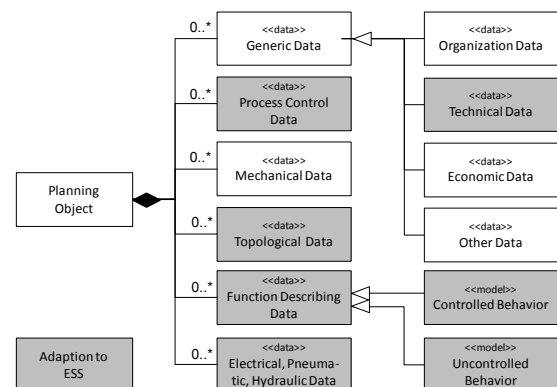 0..*
<<data>>
Generic Data
<<data>>
Organization Data
0..*
<<data>>
Process Control
Data
<<data>>
Technical Data
0..*
<<data>>
Mechanical Data
<<data>>
Economic Data
Planning
Object
0..*
<<data>>
Topological Data
<<data>>
Other Data
0..*
<<data>>
Function Describing
Data
<<model>>
Controlled Behavior
Adaption to
ESS
0..*
<<data>>
Electrical, Pneuma-
tic, Hydraulic Data
<<model>>
Uncontrolled
Behavior